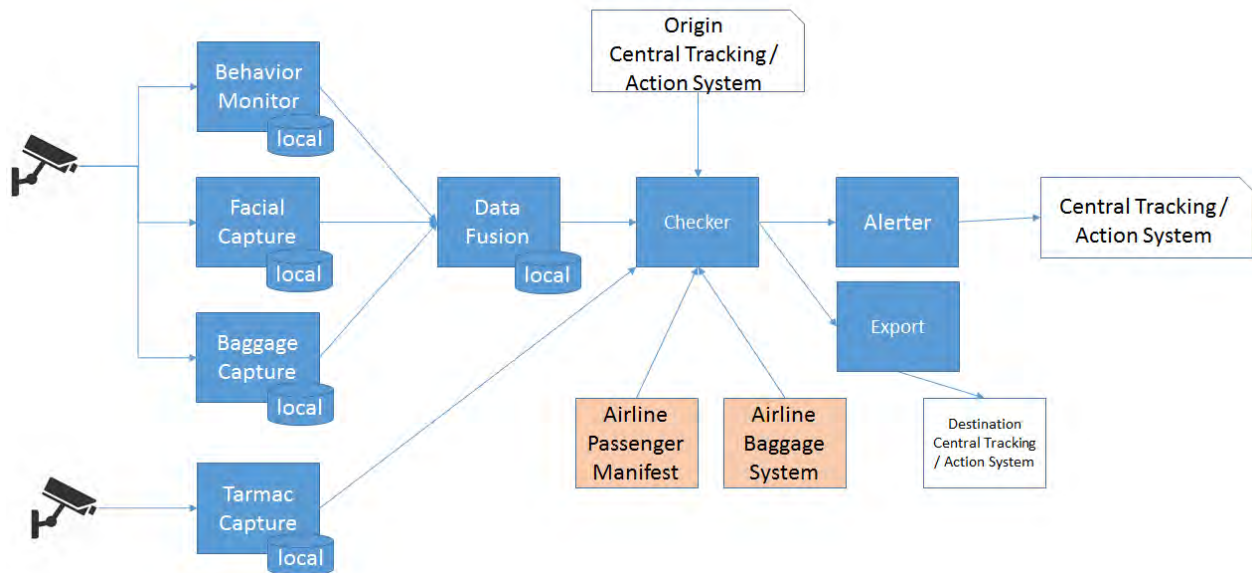 Origin
Central Tracking /
Action System
Behavior
Monitor
local
Facial
Capture
local
Data
Fusion
local
Checker
Alerter
Central Tracking /
Action System
Export
Baggage
Capture
local
Airline
Passenger
Manifest
Airline
Baggage
System
Destination
Central Tracking
/ Action System
Tarmac
Capture
local